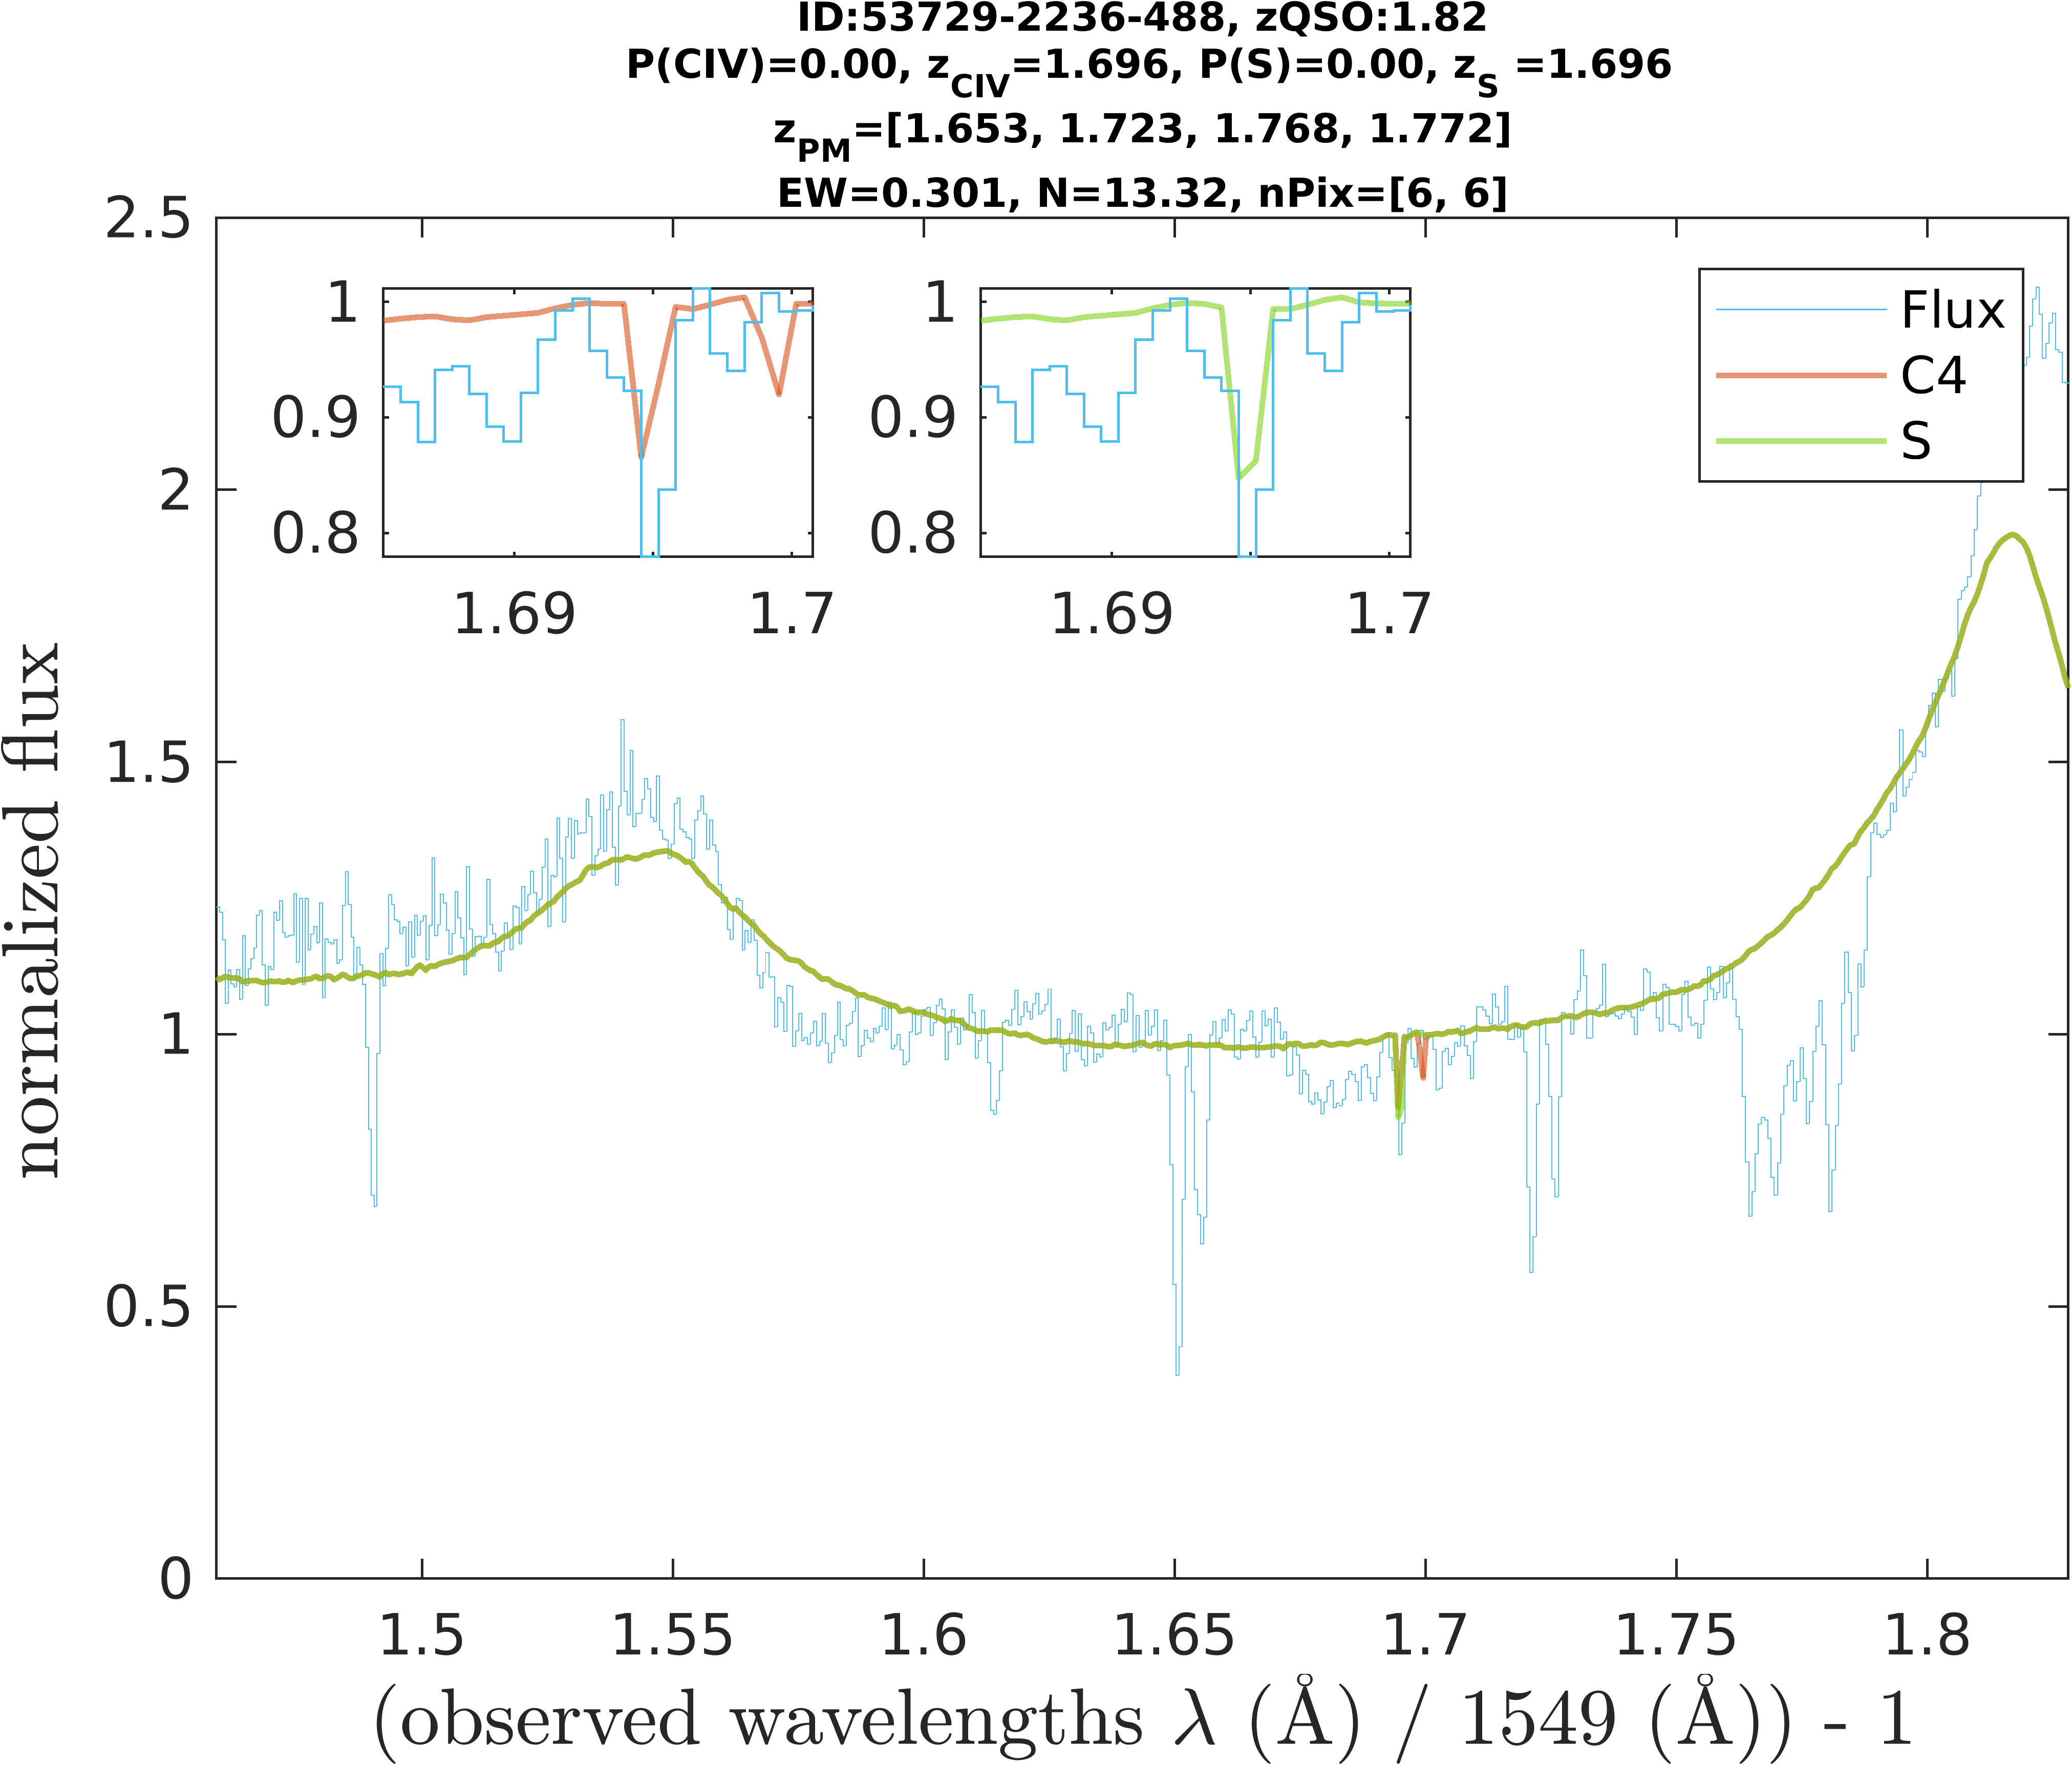 ID:53729-2236-488, zQSO:1.82
P(CIV)=0.00, zCIV=1.696, P(S)=0.00, zS =1.696
zPM=[1.653, 1.723, 1.768, 1.772]
EW=0.301, N=13.32, nPix=[6, 6]
2.5
2
1.5
1
0.5
0
normalized flux
1
0.9
0.8
1.69
1.7
1
0.9
0.8
1.69
1.7
Flux
C4
S
1.5
1.55
1.6
1.65
1.7
1.75
1.8
(observed wavelengths λ (Å) / 1549 (Å)) - 1